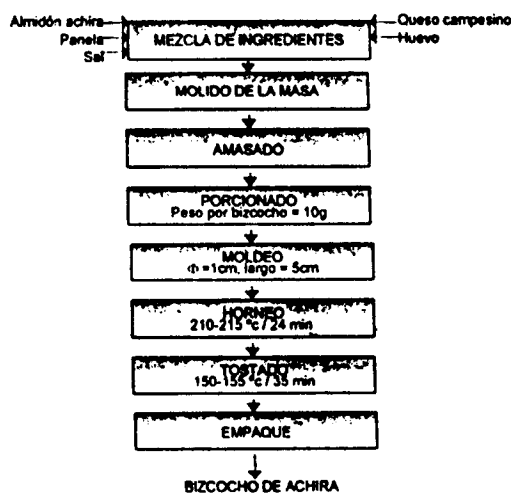 Almidón achira
Panela
Sal
Queso campesino
Huevo
MEZCLA DE INGREDIENTES
MOLIDO DE LA MASA
AMASADO
PORCIONADO
Peso por bizcocho = 10g
MOLDEO
Φ =1cm, largo = 5cm
HORNEO
210-215 °c / 24 min
TOSTADO
150-155 °c / 35 min
EMPAQUE
BIZCOCHO DE ACHIRA